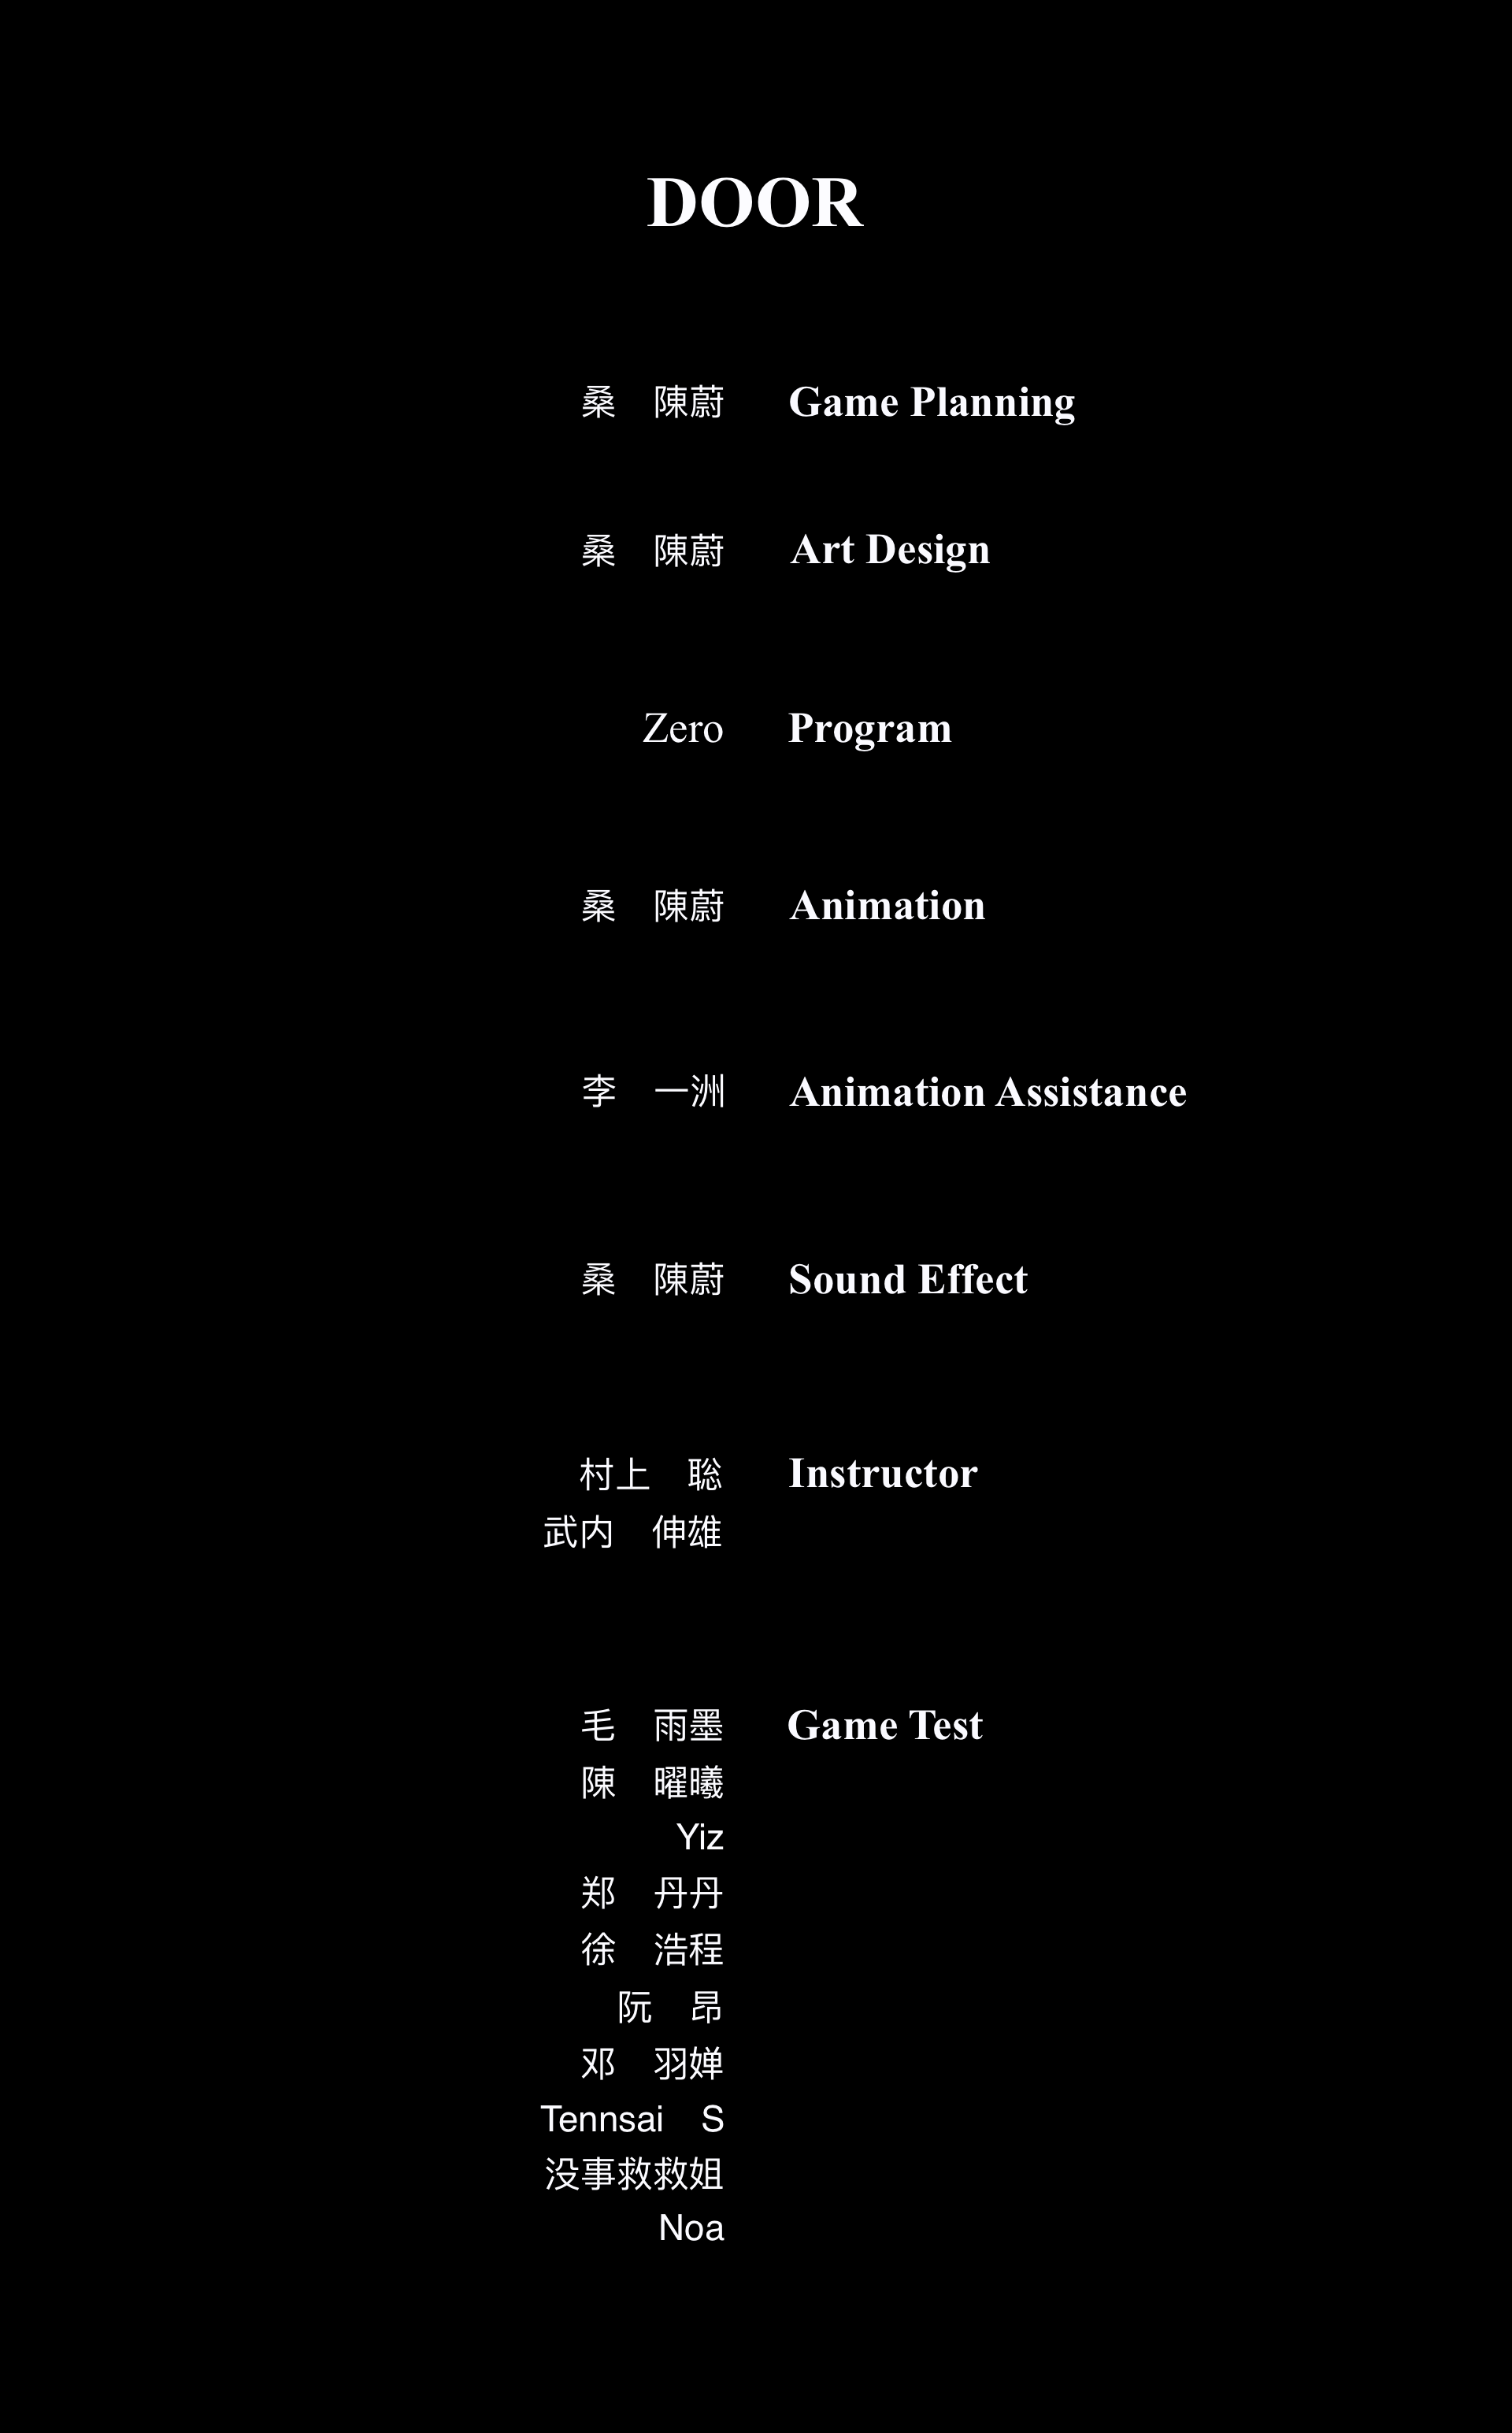 DOOR
桑　陳蔚　Game Planning
桑　陳蔚　Art Design
Zero　Program
桑　陳蔚　Animation
李　一洲　Animation Assistance
桑　陳蔚　Sound Effect
村上　聡　Instructor
武内　伸雄
毛　雨墨　Game Test
陳　曜曦
Yiz
郑　丹丹
徐　浩程
阮　昂
邓　羽婵
Tennsai　S
没事救救姐
Noa